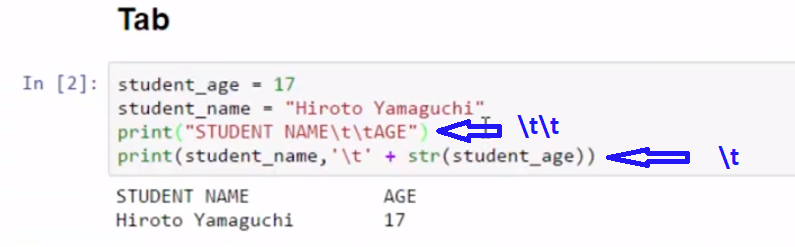 Tab
In [2]:
student_age = 17
student_name = "Hiroto Yamaguchi"
print("STUDENT NAME\t\tAGE") \t\t
print(student_name,'\t' + str(student_age)) \t
STUDENT NAME AGE
Hiroto Yamaguchi 17